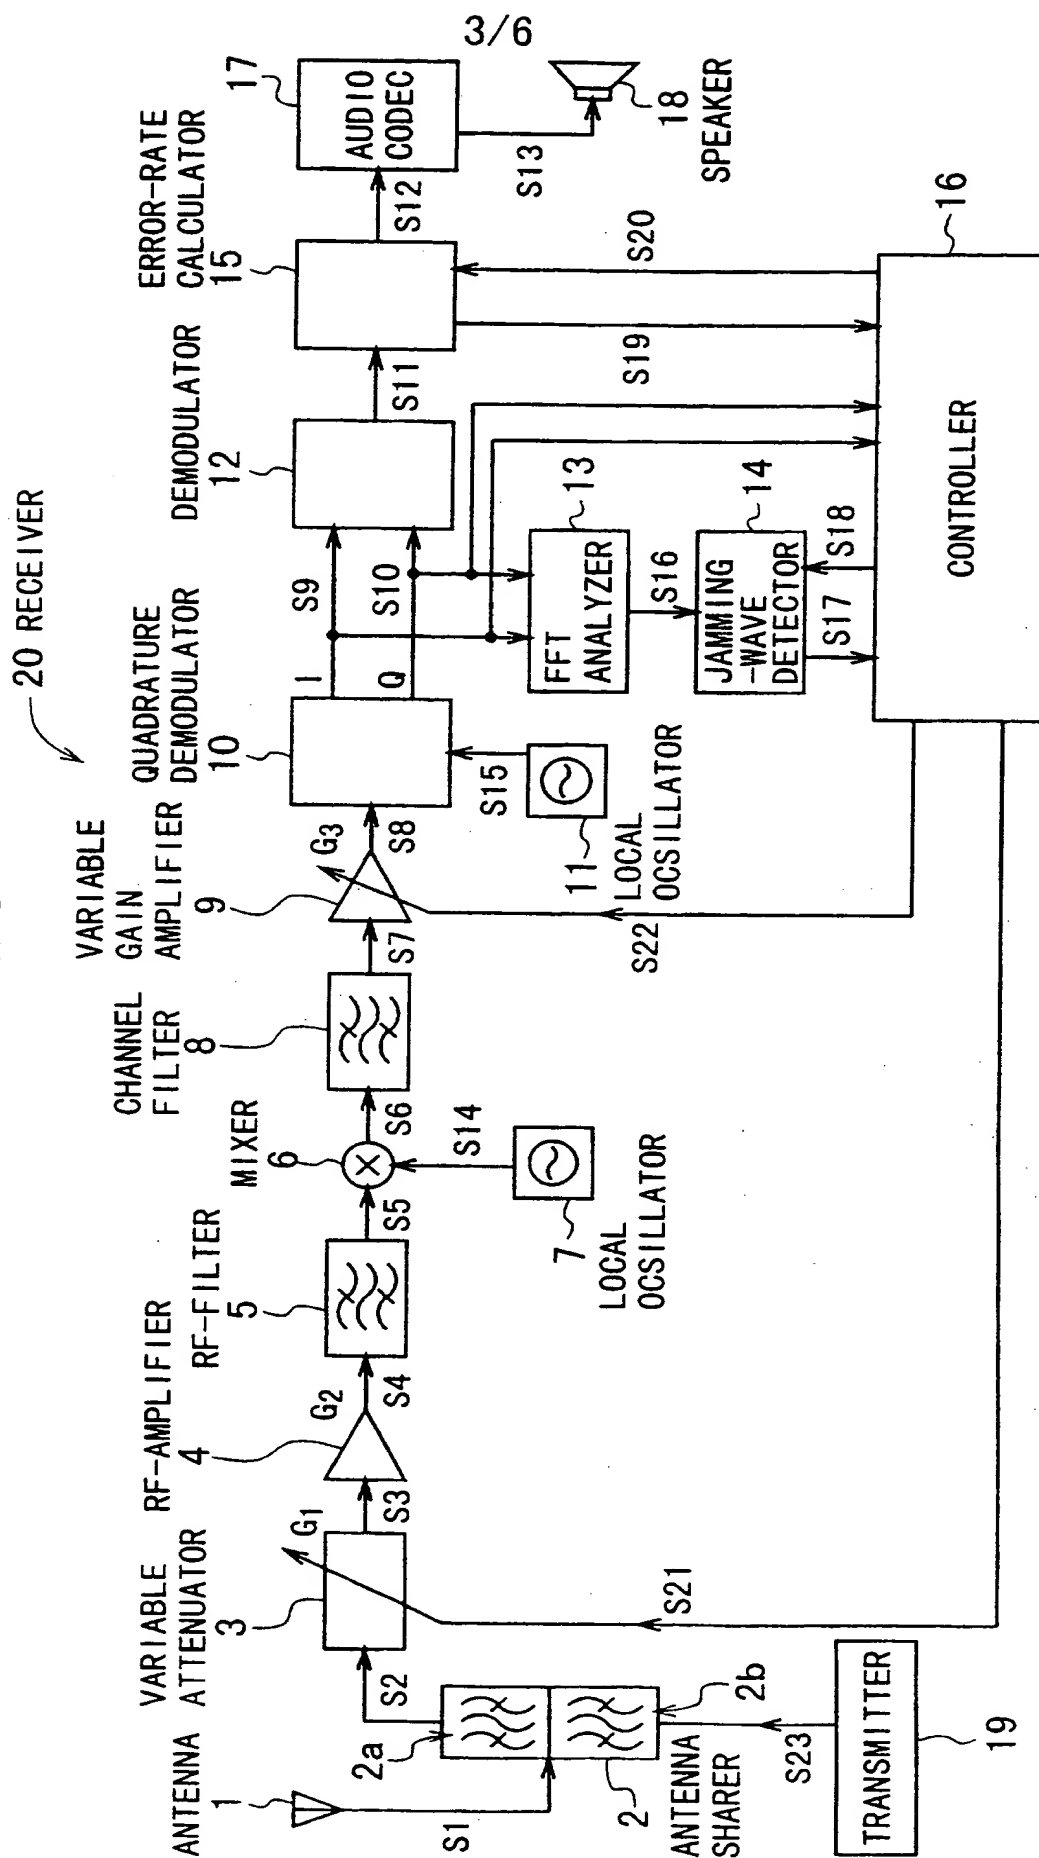 3/6
20 RECEIVER
ANTENNA
1
S1
2a
2b
2
ANTENNA
SHARER
S23
TRANSMITTER
19
S2
VARIABLE
ATTENUATOR
3
G1
S21
S3
RF-AMPLIFIER
4
G2
S4
RF-FILTER
5
S5
MIXER
6
S14
7
LOCAL
OCSILLATOR
S6
CHANNEL
FILTER
8
S7
VARIABLE
GAIN
AMPLIFIER
9
G3
S22
S8
QUADRATURE
DEMODULATOR
10
S15
11
LOCAL
OCSILLATOR
I
Q
S9
S10
DEMODULATOR
12
S11
FFT
ANALYZER
13
S16
JAMMING
-WAVE
DETECTOR
14
S17
S18
ERROR-RATE
CALCULATOR
15
S12
S19
S20
CONTROLLER
16
AUDIO
CODEC
17
S13
18
SPEAKER